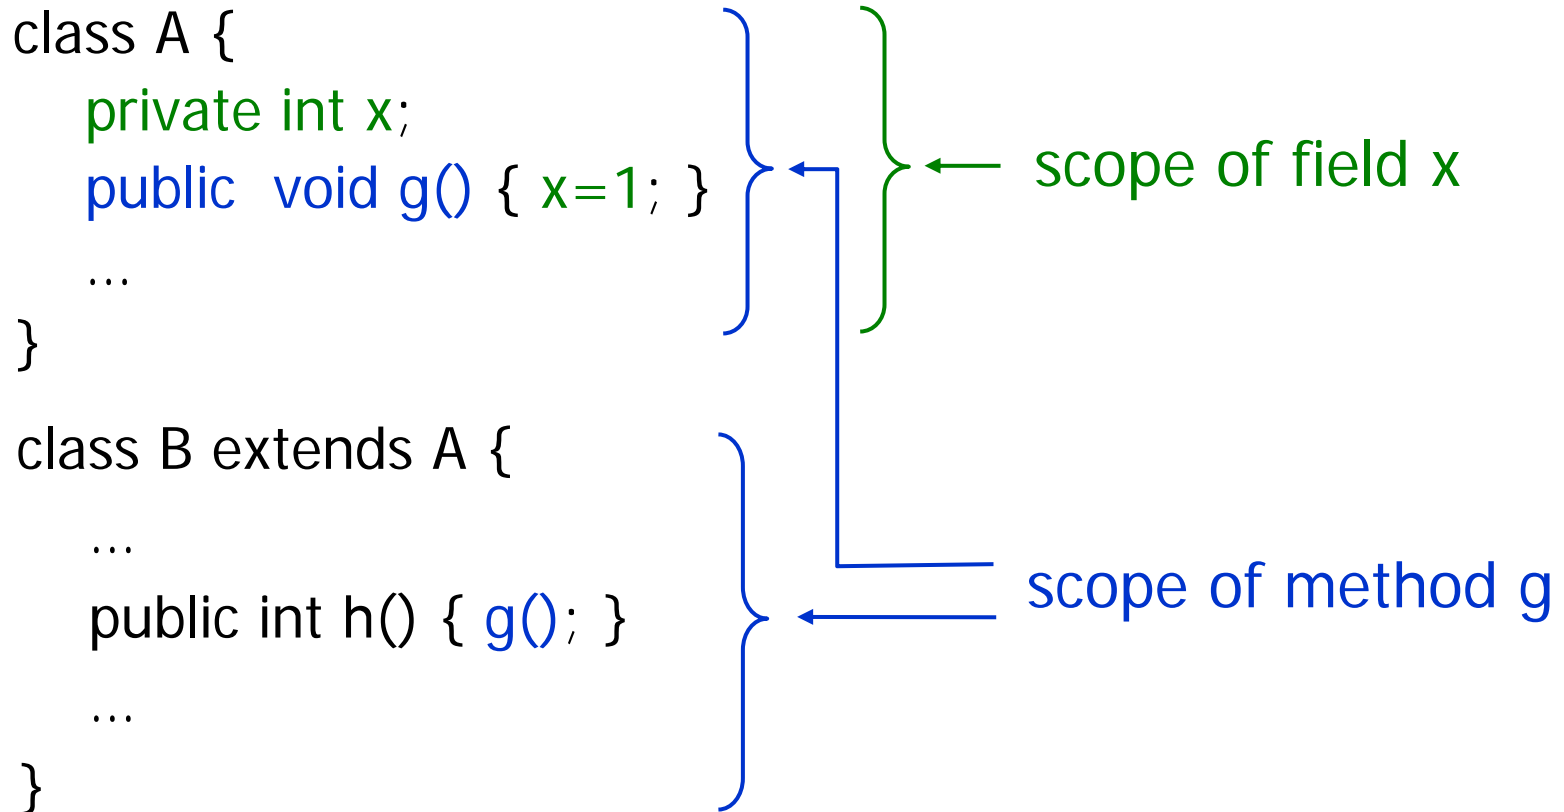 class A {
private int x;
public void g() { x=1; }
...
}
scope of field x
class B extends A {
...
public int h() { g(); }
...
}
scope of method g